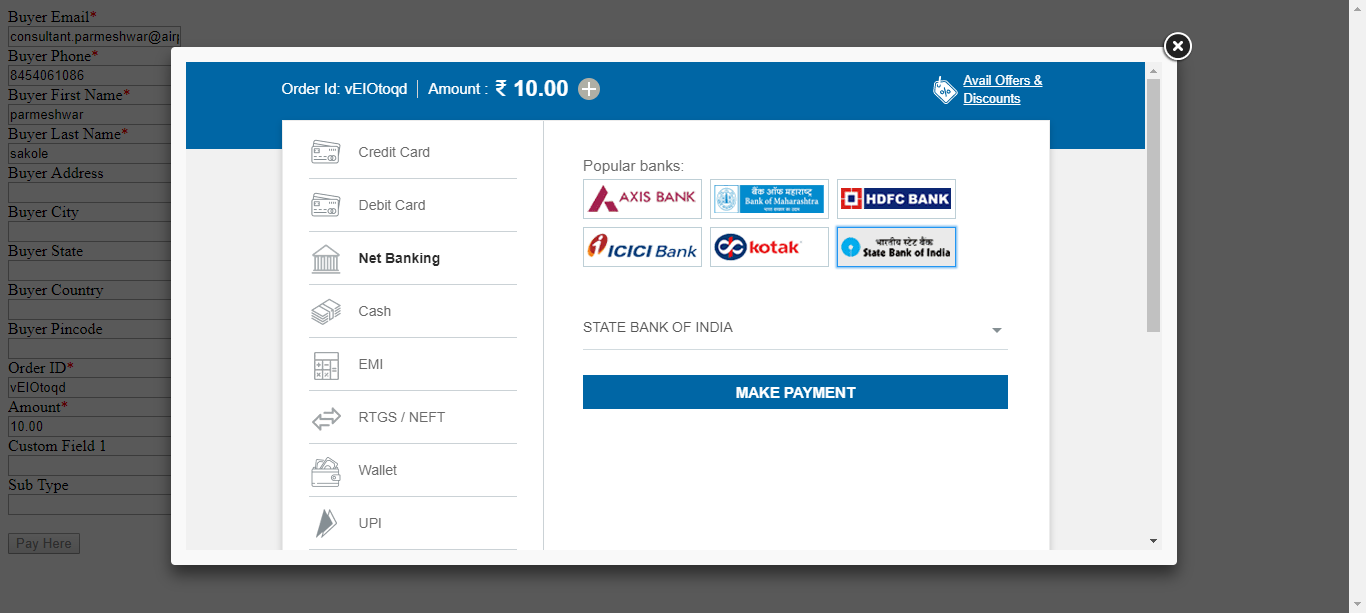 Buyer Email*
consultant.parmeshwar@air
Buyer Phone*
8454061086
Buyer First Name*
parmeshwar
Buyer Last Name*
sakole
Buyer Address
Buyer City
Buyer State
Buyer Country
Buyer Pincode
Order ID*
vEIOtoqd
Amount*
10.00
Custom Field 1
Sub Type
Pay Here
Order Id: vEIOtoqd
Amount : ₹ 10.00
Avail Offers &
Discounts
Credit Card
Debit Card
Net Banking
Cash
EMI
RTGS / NEFT
Wallet
UPI
Popular banks:
AXIS BANK
बैंक ऑफ महाराष्ट्र
Bank of Maharashtra
HDFC BANK
ICICI Bank
kotak
भारतीय स्टेट बैंक
State Bank of India
STATE BANK OF INDIA
MAKE PAYMENT